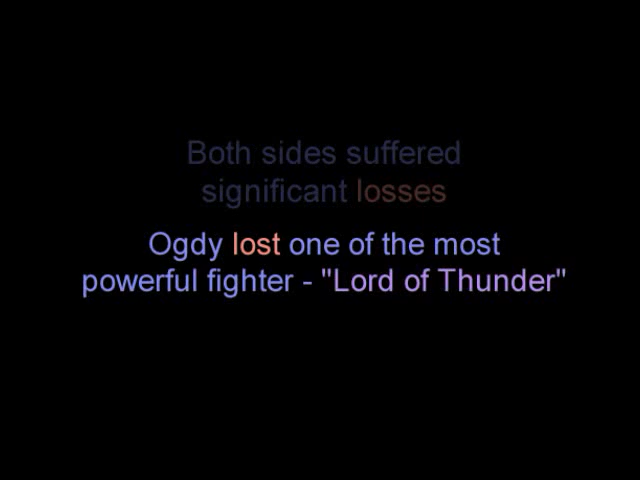 Both sides suffered
significant losses
Ogdy lost one of the most
powerful fighter - "Lord of Thunder"